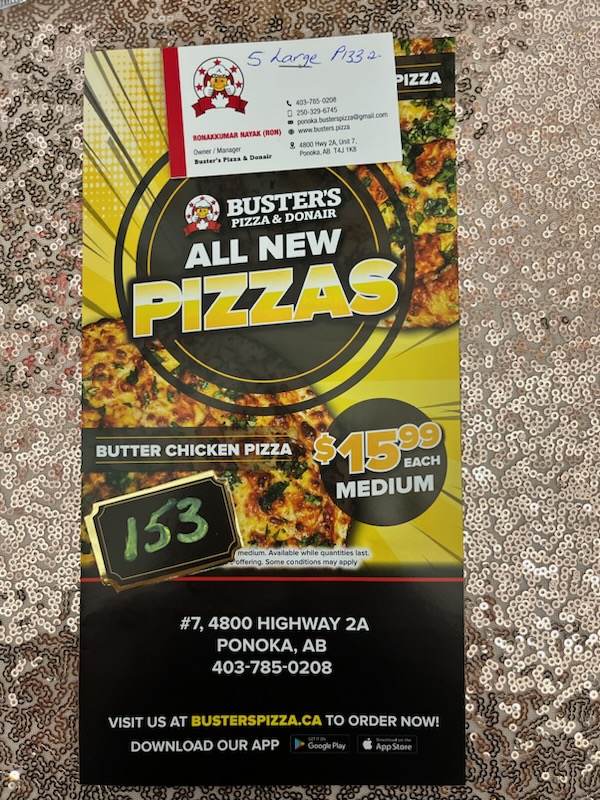 5 Large Pizza
403-785-0208
250-329-6745
ponoka.busterspizza@gmail.com
www.busters.pizza
RONAKKUMAR NAYAK (RON)
Owner / Manager
Buster's Pizza & Donair
4800 Hwy 2A, Unit 7,
Ponoka, AB T4J 1K8
PIZZA
BUSTER'S
PIZZA & DONAIR
ALL NEW
PIZZAS
BUTTER CHICKEN PIZZA
$15.99
EACH
MEDIUM
153
medium. Available while quantities last.
offering. Some conditions may apply
#7, 4800 HIGHWAY 2A
PONOKA, AB
403-785-0208
VISIT US AT BUSTERSPIZZA.CA TO ORDER NOW!
DOWNLOAD OUR APP
GET IT ON
Google Play
Download on the
App Store